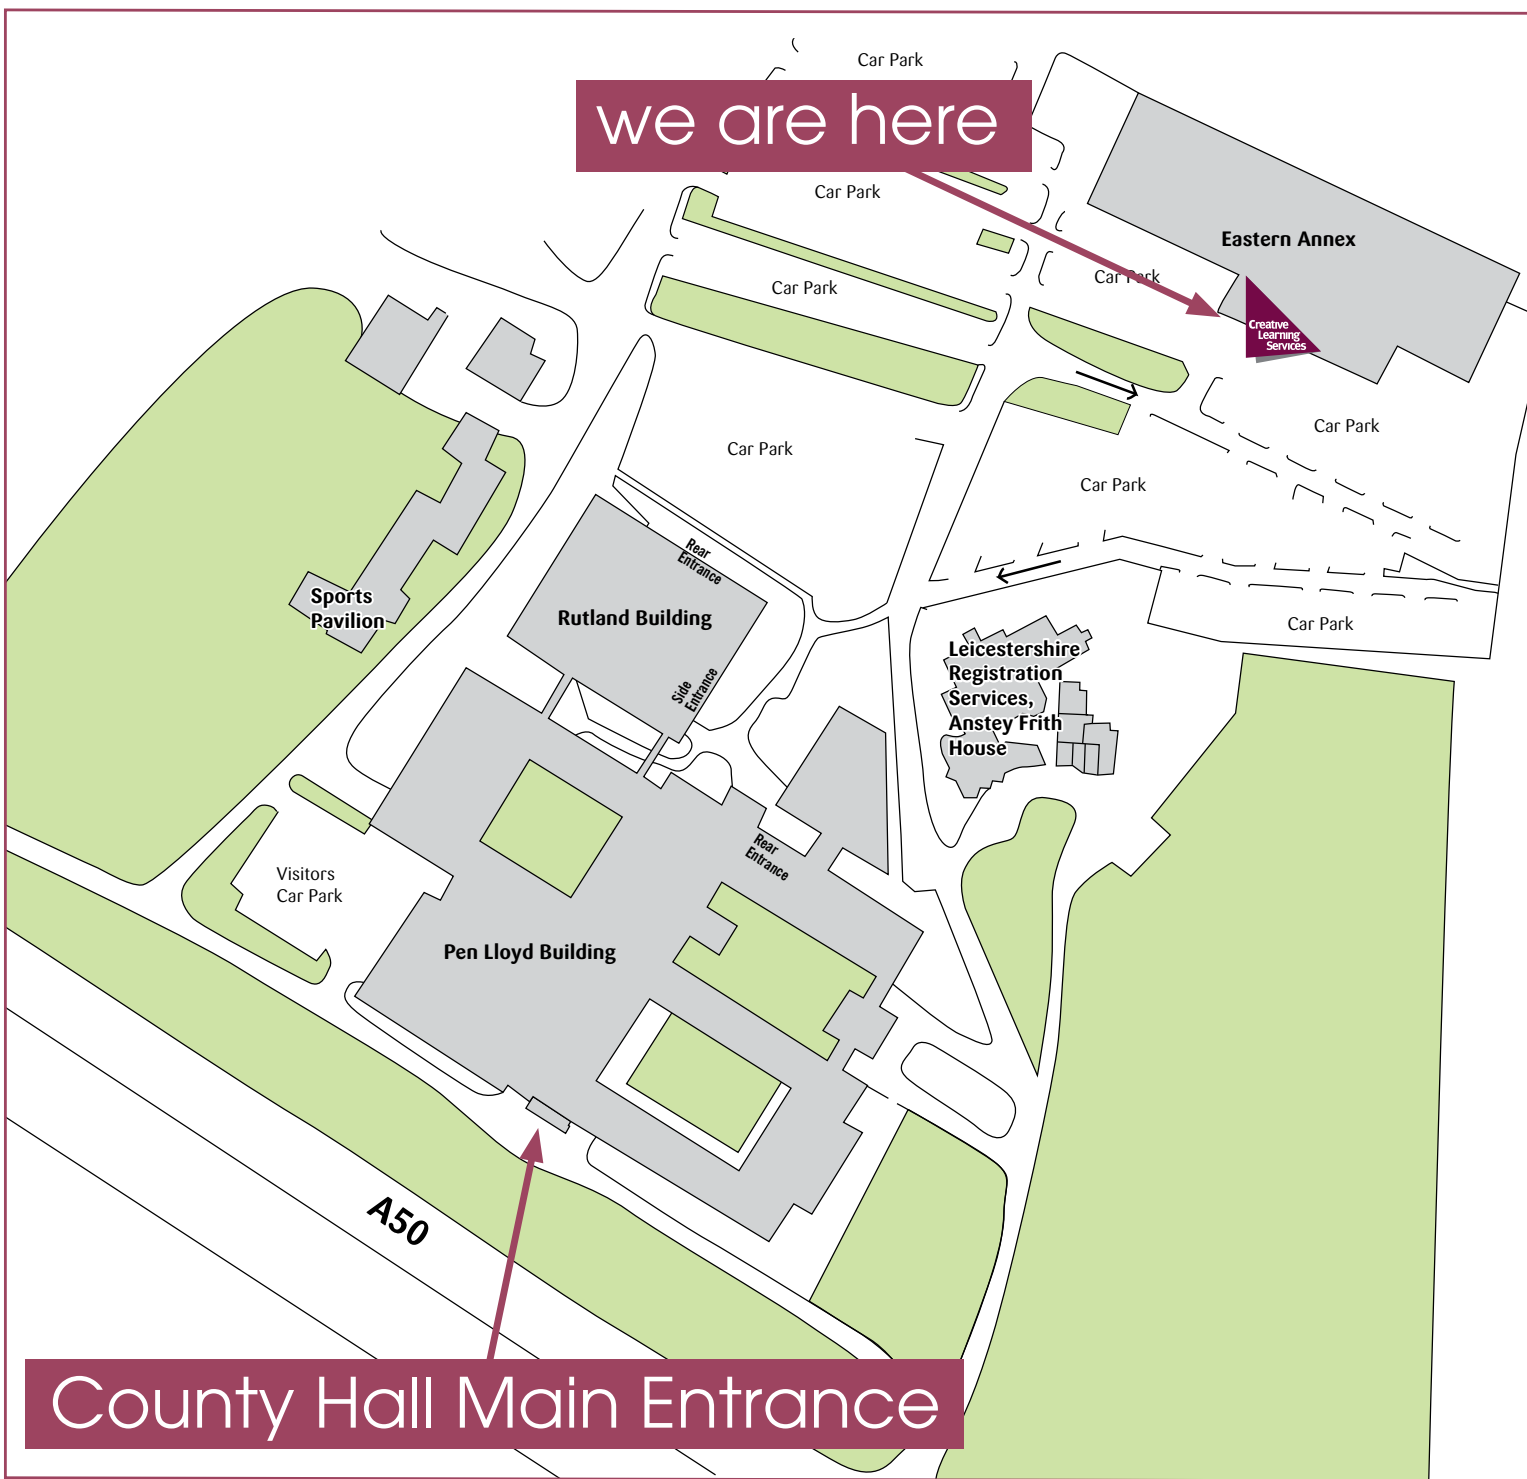 Car Park
we are here
Car Park
Eastern Annex
Car Park
Car Park
Creative
Learning
Services
Car Park
Car Park
Car Park
Rear
Entrance
Sports
Pavilion
Rutland Building
Car Park
Leicestershire
Registration
Services,
Anstey Frith
House
Side
Entrance
Rear
Entrance
Visitors
Car Park
Pen Lloyd Building
A50
County Hall Main Entrance